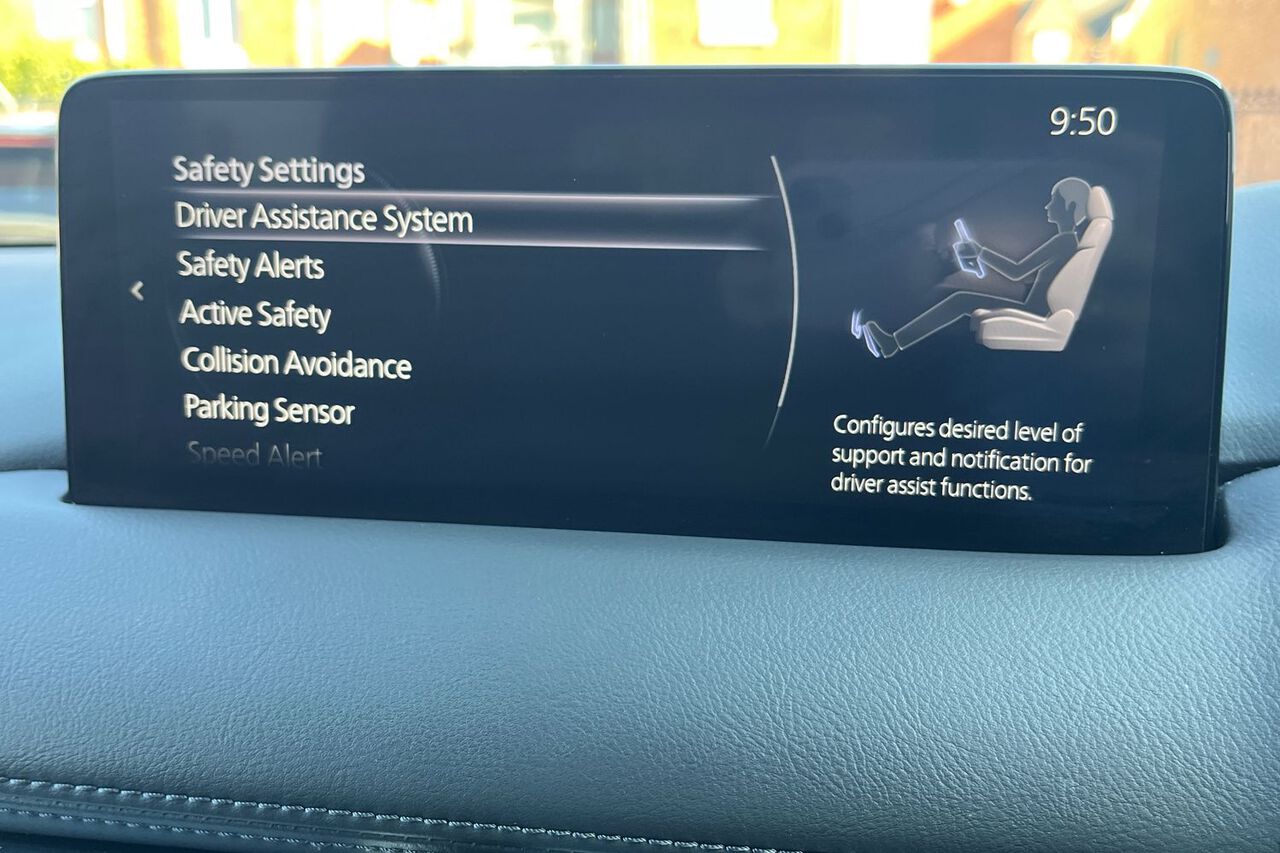 9:50
Safety Settings
Driver Assistance System
Safety Alerts
Active Safety
Collision Avoidance
Parking Sensor
Speed Alert
Configures desired level of
support and notification for
driver assist functions.